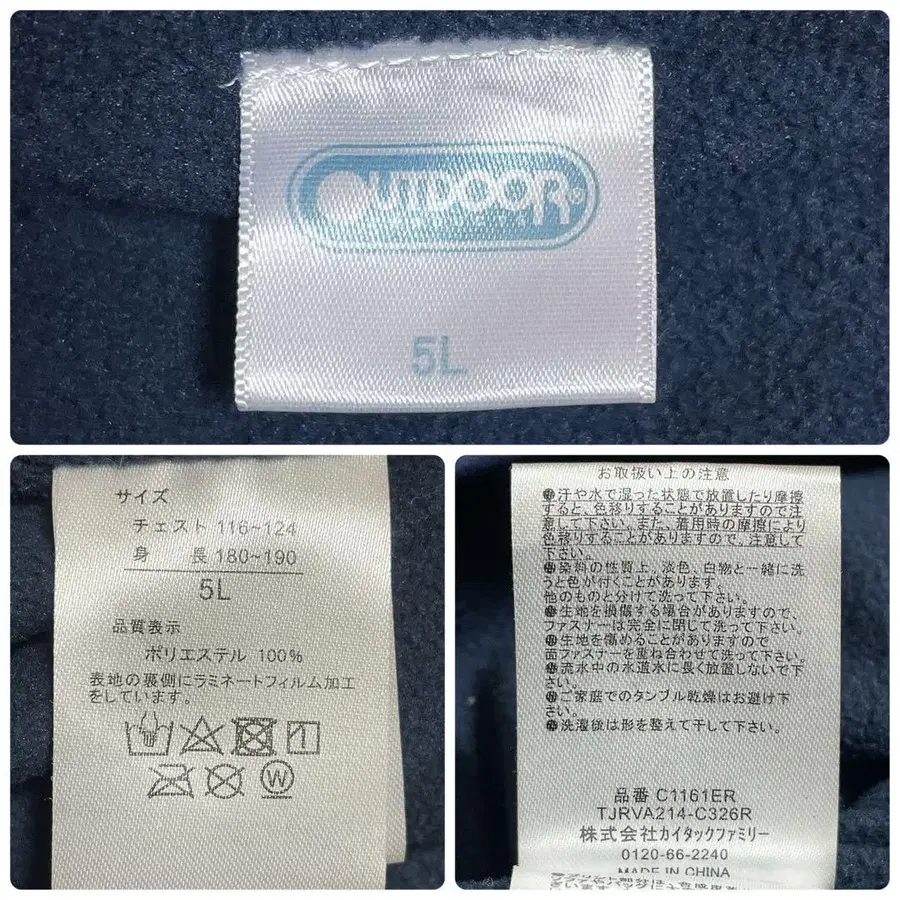 OUTDOOR®
5L
サイズ
チェスト 116~124
身 長 180~190
5L
品質表示
ポリエステル 100%
表地の裏側にラミネートフィルム加工
をしています。
W
お取扱い上の注意
汗や水で湿った状態で放置したり摩擦
すると、色移りすることがありますので注
意して下さい。また、着用時の摩擦により
色移りすることがありますので、注意して
下さい。
染料の性質上、淡色、白物と一緒に洗
うと色が付くことがあります。
他のものと分けて洗って下さい。
生地を損傷する場合がありますので、
ファスナーは完全に閉じて洗って下さい。
生地を傷めることがありますので
面ファスナーを重ね合わせて洗って下さい。
流水中の水道水に長く放置しないで下
さい。
ご家庭でのタンブル乾燥はお避け下
さい。
洗濯後は形を整えて干して下さい。
品番 C1161ER
TJRVA214-C326R
株式会社カイタックファミリー
0120-66-2240
MADE IN CHINA